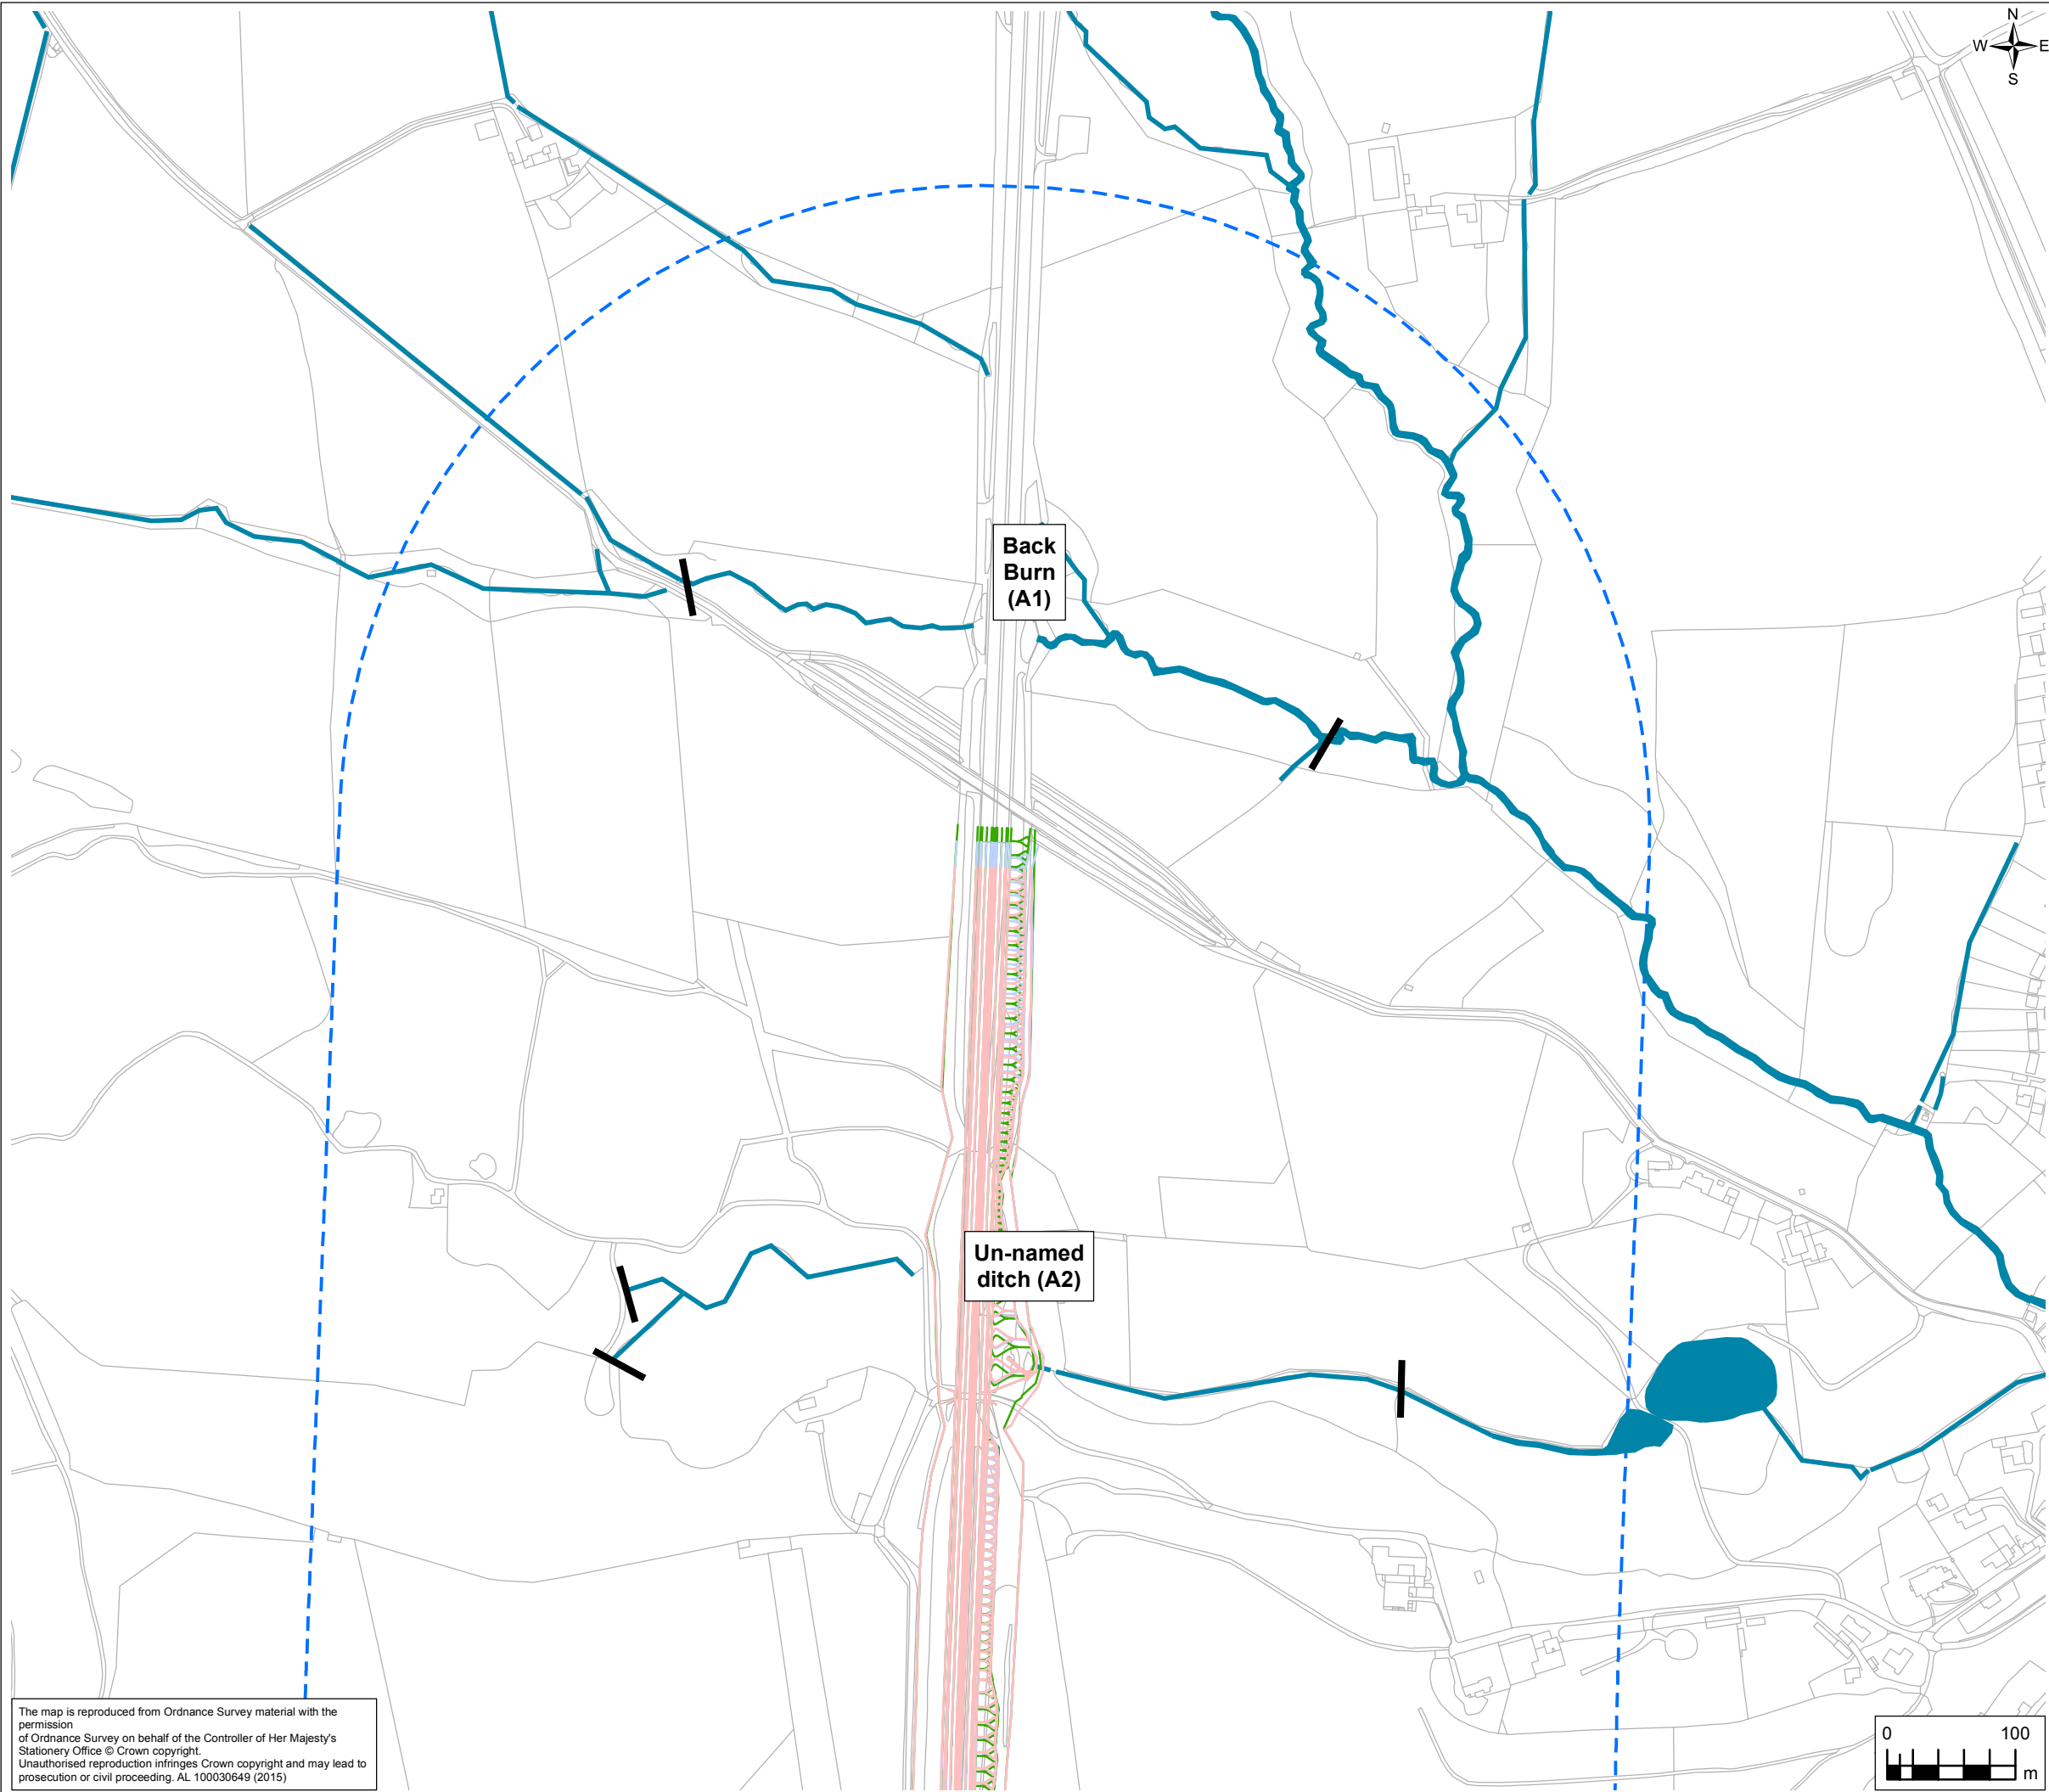 N
W E
S
Back
Burn
(A1)
Un-named
ditch (A2)
The map is reproduced from Ordnance Survey material with the
permission
of Ordnance Survey on behalf of the Controller of Her Majesty's
Stationery Office © Crown copyright.
Unauthorised reproduction infringes Crown copyright and may lead to
prosecution or civil proceeding. AL 100030649 (2015)
0 100
m